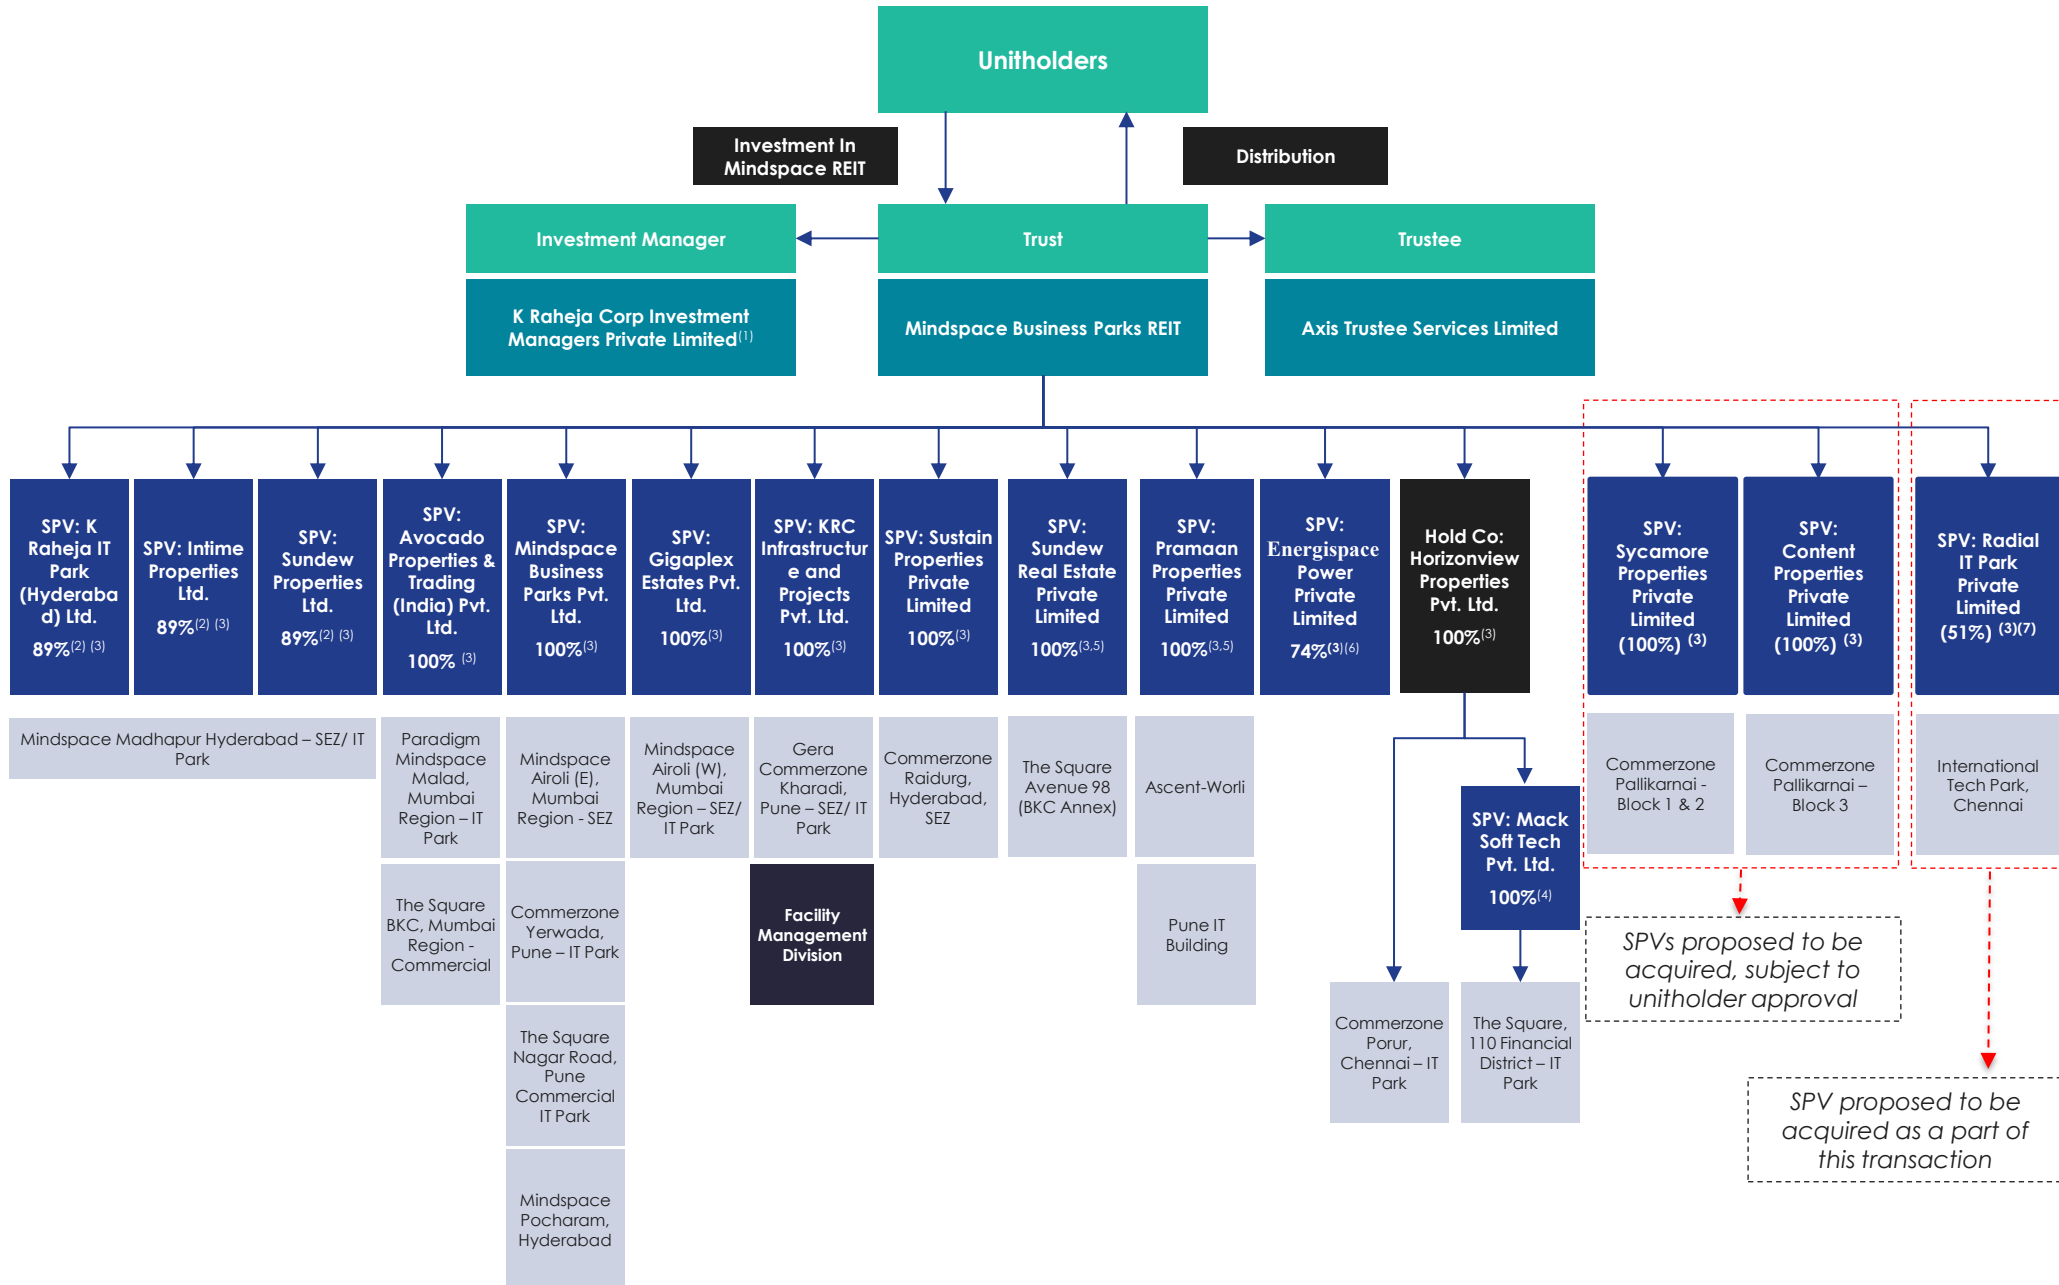 Unitholders
Investment In
Mindspace REIT
Distribution
Investment Manager
Trust
Trustee
K Raheja Corp Investment
Managers Private Limited(1)
Mindspace Business Parks REIT
Axis Trustee Services Limited
SPV: K
Raheja IT
Park
(Hyderaba
d) Ltd.
89%(2) (3)
SPV: Intime
Properties
Ltd.
89%(2) (3)
SPV:
Sundew
Properties
Ltd.
89%(2) (3)
SPV:
Avocado
Properties &
Trading
(India) Pvt.
Ltd.
100% (3)
SPV:
Mindspace
Business
Parks Pvt.
Ltd.
100%(3)
SPV:
Gigaplex
Estates Pvt.
Ltd.
100%(3)
SPV: KRC
Infrastructur
e and
Projects
Pvt. Ltd.
100%(3)
SPV: Sustain
Properties
Private
Limited
100%(3)
SPV:
Sundew
Real Estate
Private
Limited
100%(3,5)
SPV:
Pramaan
Properties
Private
Limited
100%(3,5)
SPV:
Energispace
Power
Private
Limited
74%(3)(6)
Hold Co:
Horizonview
Properties
Pvt. Ltd.
100%(3)
SPV:
Sycamore
Properties
Private
Limited
(100%) (3)
SPV:
Content
Properties
Private
Limited
(100%) (3)
SPV: Radial
IT Park
Private
Limited
(51%) (3)(7)
Mindspace Madhapur Hyderabad – SEZ/ IT
Park
Paradigm
Mindspace
Malad,
Mumbai
Region – IT
Park
Mindspace
Airoli (E),
Mumbai
Region - SEZ
Mindspace
Airoli (W),
Mumbai
Region – SEZ/
IT Park
Gera
Commerzone
Kharadi,
Pune – SEZ/ IT
Park
Commerzone
Raidurg,
Hyderabad,
SEZ
The Square
Avenue 98
(BKC Annex)
Ascent-Worli
Commerzone
Pallikarnai -
Block 1 & 2
Commerzone
Pallikarnai –
Block 3
International
Tech Park,
Chennai
SPV: Mack
Soft Tech
Pvt. Ltd.
100%(4)
The Square
BKC, Mumbai
Region -
Commercial
Commerzone
Yerwada,
Pune – IT Park
Facility
Management
Division
Pune IT
Building
SPVs proposed to be
acquired, subject to
unitholder approval
Commerzone
Porur,
Chennai – IT
Park
The Square,
110 Financial
District – IT
Park
The Square
Nagar Road,
Pune
Commercial
IT Park
SPV proposed to be
acquired as a part of
this transaction
Mindspace
Pocharam,
Hyderabad